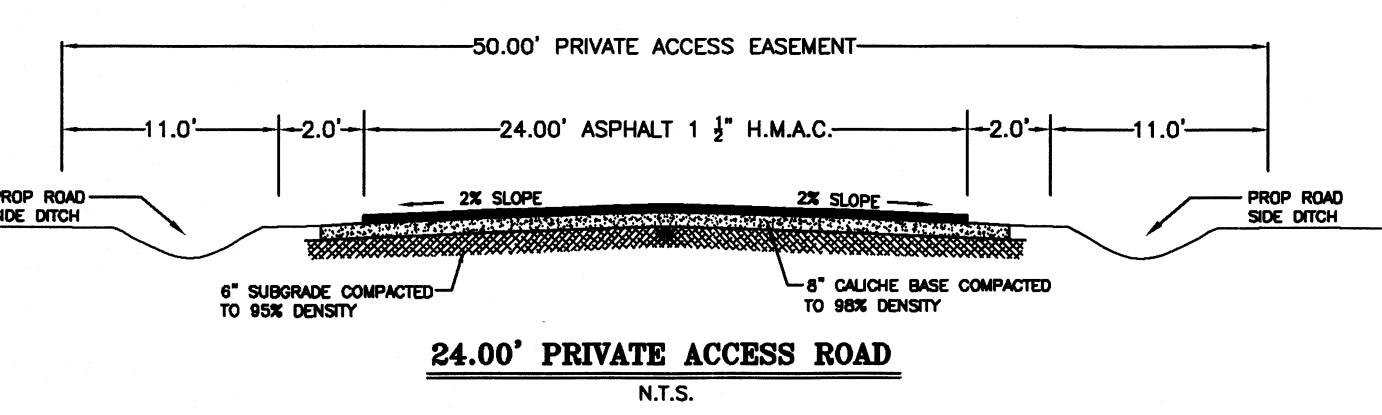 50.00' PRIVATE ACCESS EASEMENT
11.0' 2.0' 24.00' ASPHALT 1 ½" H.M.A.C. 2.0' 11.0'
PROP ROAD
SIDE DITCH
2% SLOPE
2% SLOPE
PROP ROAD
SIDE DITCH
6" SUBGRADE COMPACTED
TO 95% DENSITY
8" CALICHE BASE COMPACTED
TO 98% DENSITY
24.00' PRIVATE ACCESS ROAD
N.T.S.